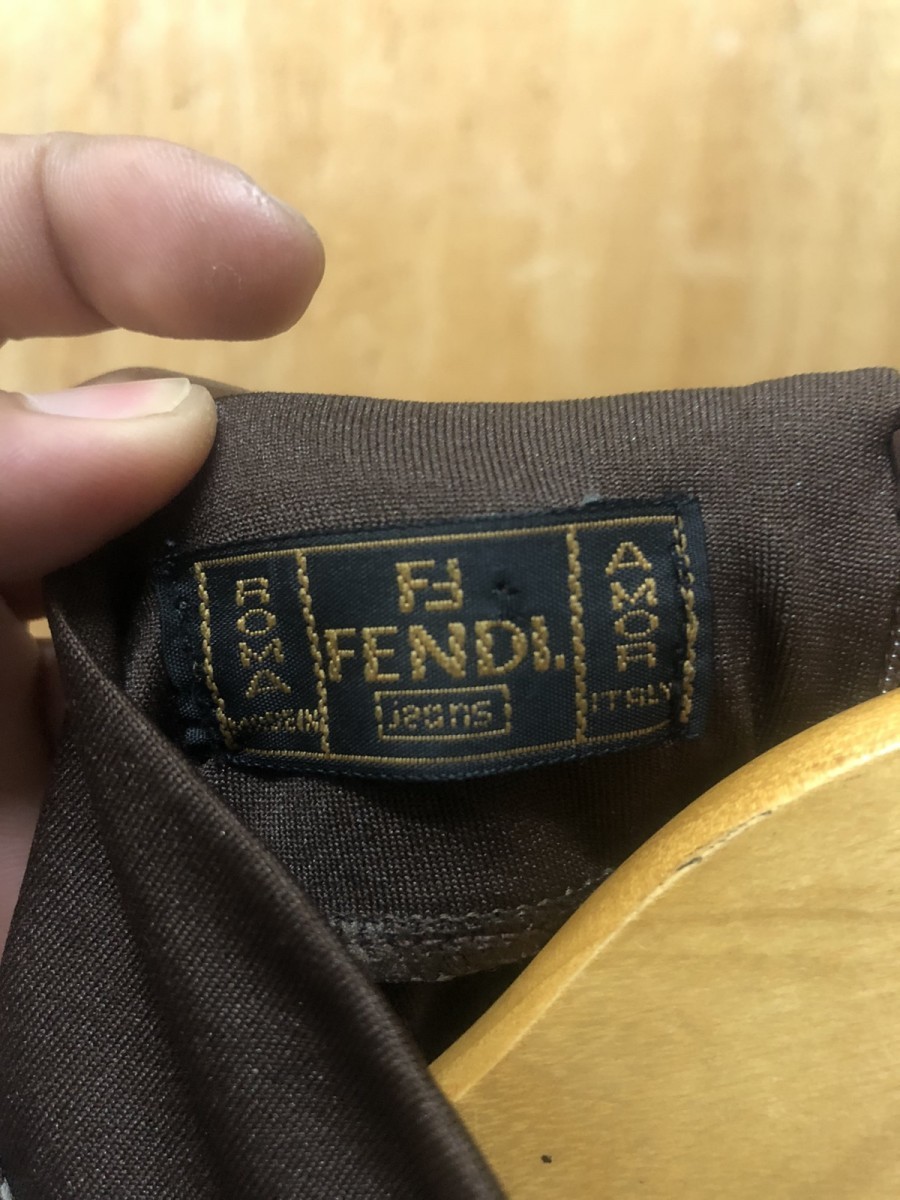 ROMA
MADE IN
FF
FENDI.
jeans
AMOR
ITALY